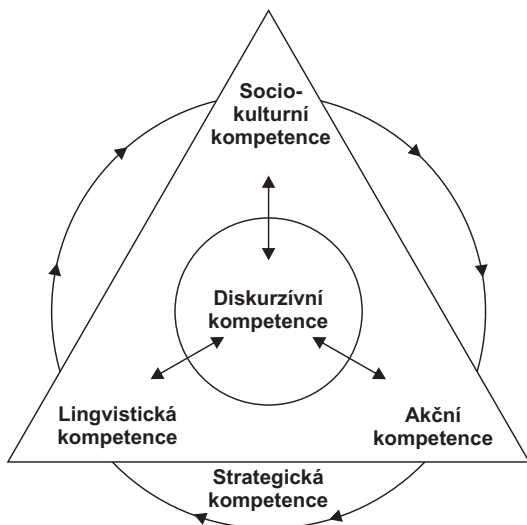 Socio-
kulturní
kompetence
Diskurzívní
kompetence
Lingvistická
kompetence
Akční
kompetence
Strategická
kompetence